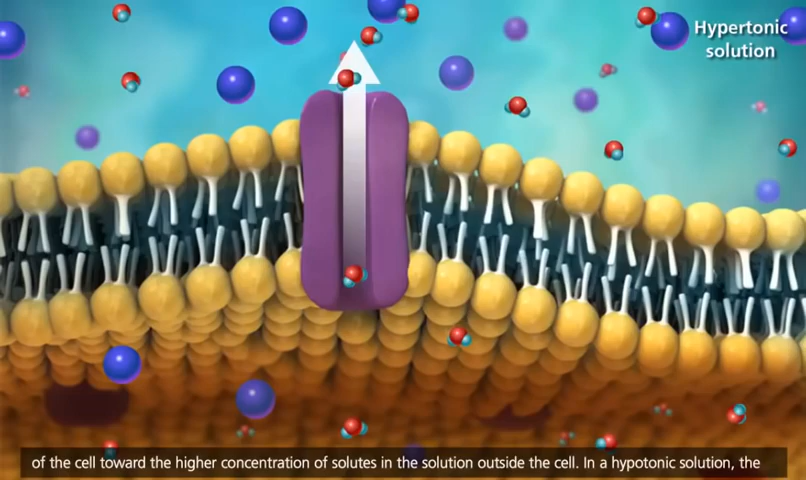 Hypertonic
solution
of the cell toward the higher concentration of solutes in the solution outside the cell. In a hypotonic solution, the